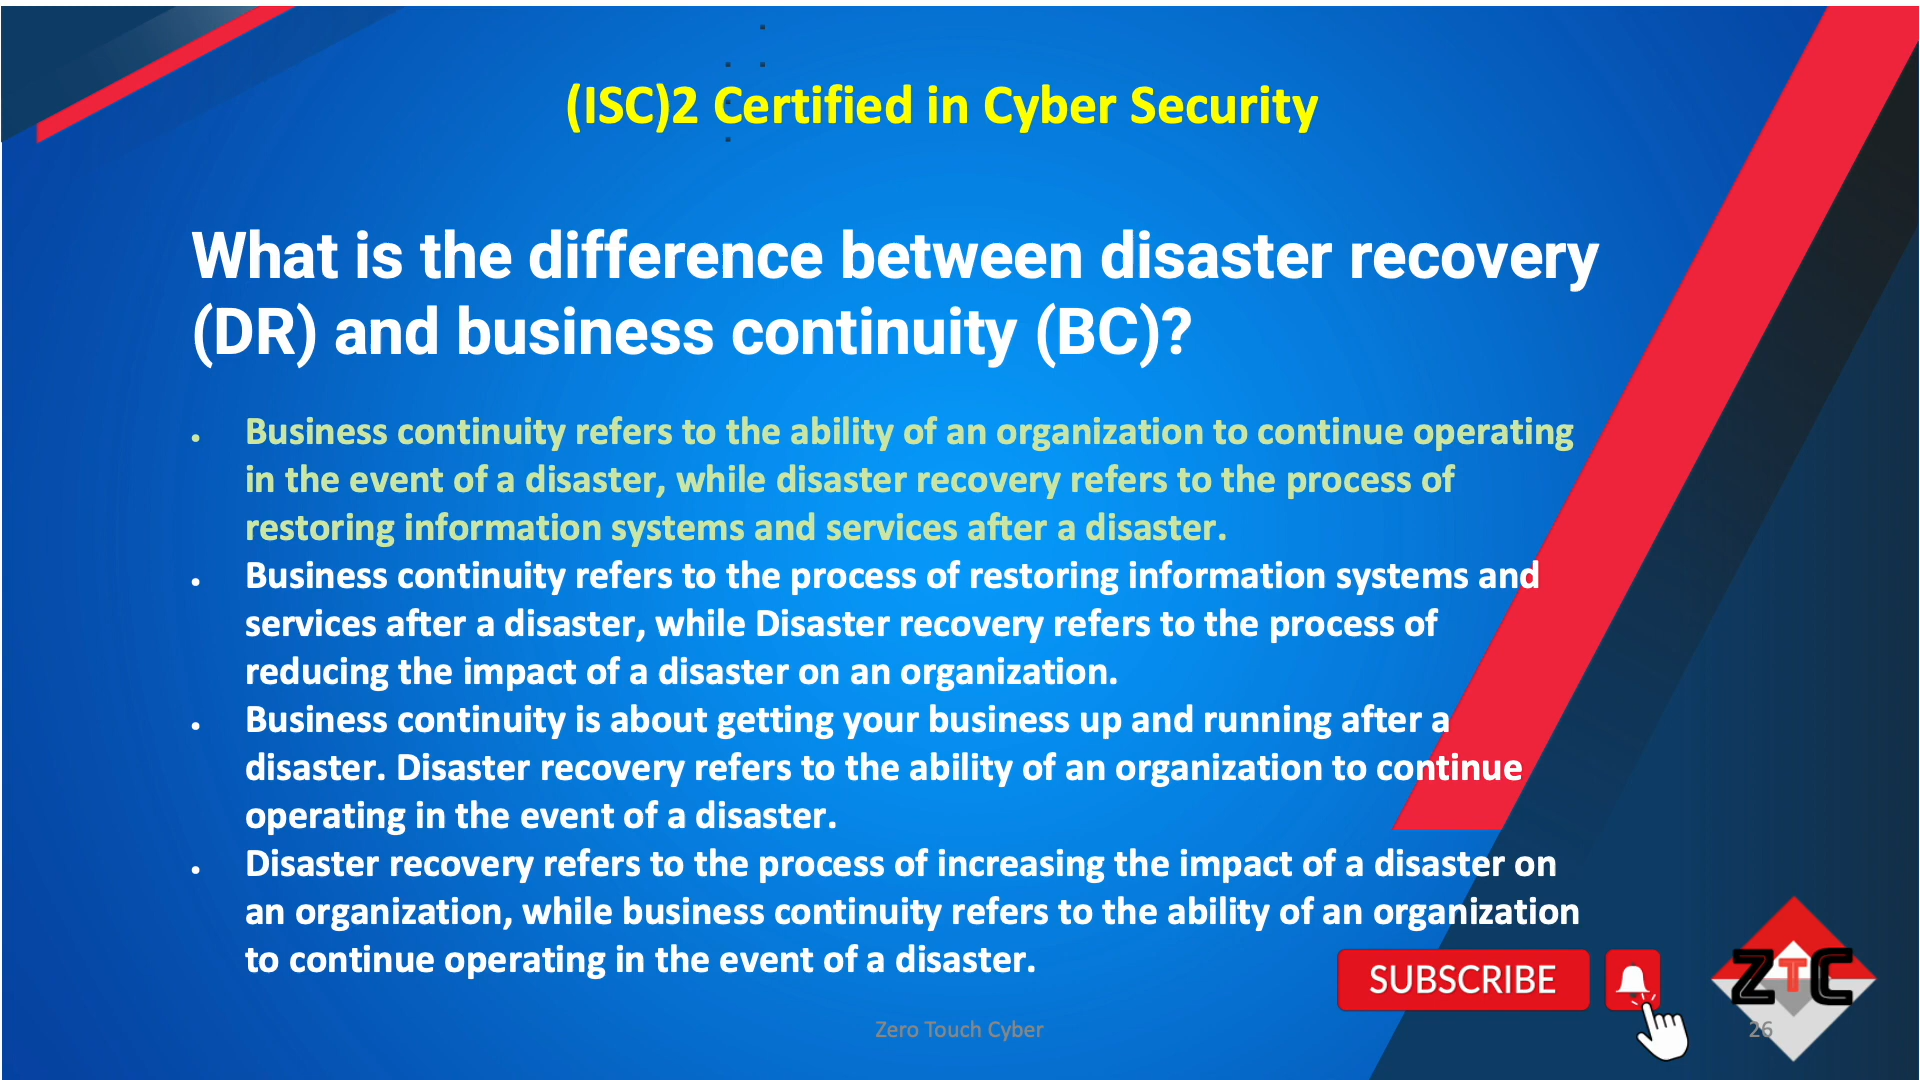 (ISC)2 Certified in Cyber Security
What is the difference between disaster recovery
(DR) and business continuity (BC)?
• Business continuity refers to the ability of an organization to continue operating
in the event of a disaster, while disaster recovery refers to the process of
restoring information systems and services after a disaster.
• Business continuity refers to the process of restoring information systems and
services after a disaster, while Disaster recovery refers to the process of
reducing the impact of a disaster on an organization.
• Business continuity is about getting your business up and running after a
disaster. Disaster recovery refers to the ability of an organization to continue
operating in the event of a disaster.
• Disaster recovery refers to the process of increasing the impact of a disaster on
an organization, while business continuity refers to the ability of an organization
to continue operating in the event of a disaster.
SUBSCRIBE
ZTC
Zero Touch Cyber
26